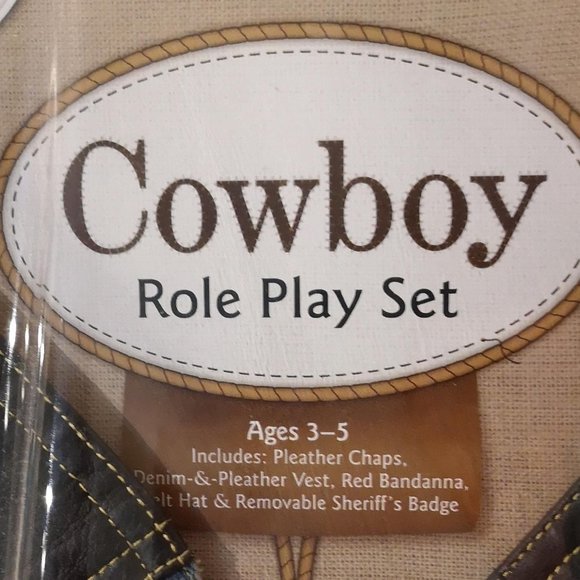 Cowboy
Role Play Set
Ages 3–5
Includes: Pleather Chaps,
Denim-&-Pleather Vest, Red Bandanna,
Hat & Removable Sheriff's Badge